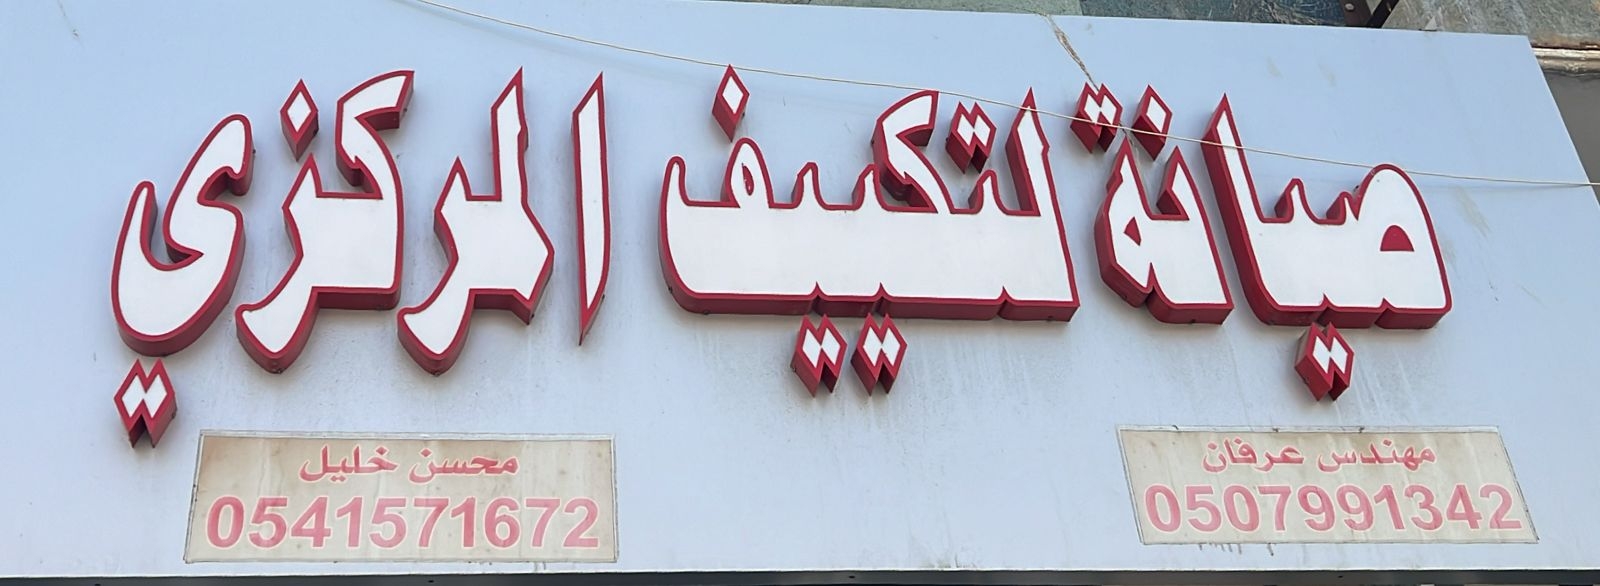 صيانة لتكييف المركزي
مهندس عرفان
0507991342
محسن خليل
0541571672